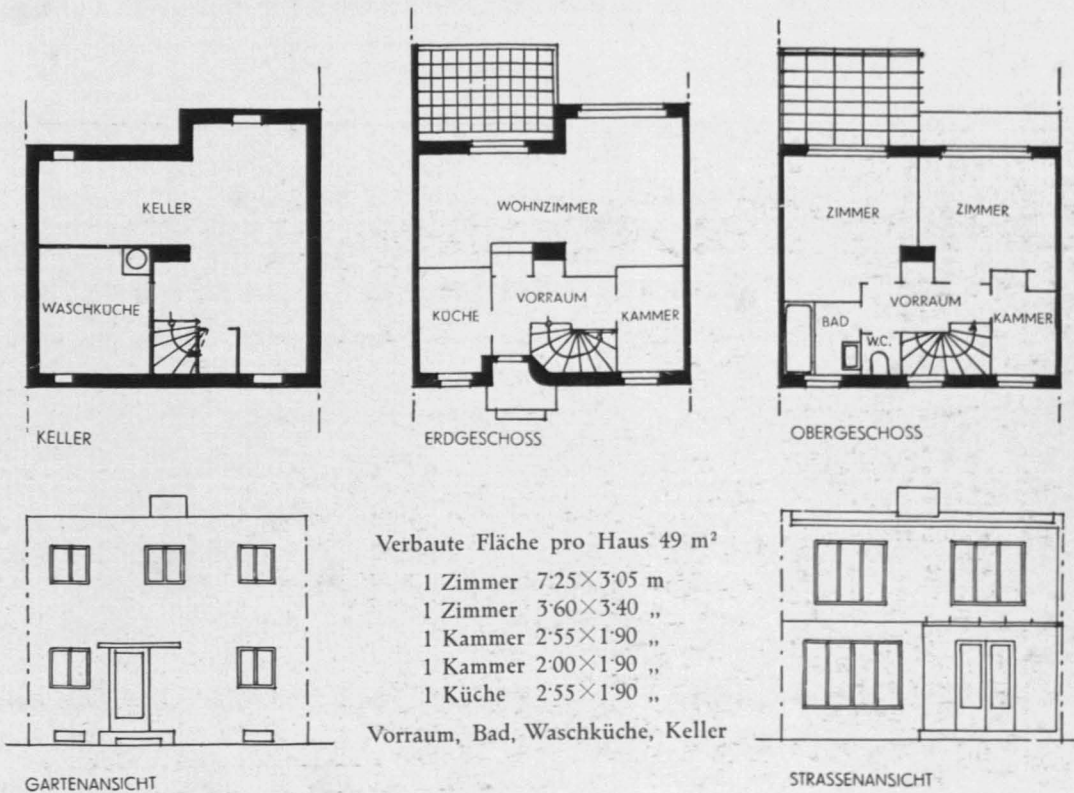 KELLER
WASCHKÜCHE
KELLER
WOHNZIMMER
KÜCHE
VORRAUM
KAMMER
ERDGESCHOSS
ZIMMER
ZIMMER
BAD
W.C.
VORRAUM
KAMMER
OBERGESCHOSS
GARTENANSICHT
Verbaute Fläche pro Haus 49 m²
1 Zimmer 7·25×3·05 m
1 Zimmer 3·60×3·40 „
1 Kammer 2·55×1·90 „
1 Kammer 2·00×1·90 „
1 Küche 2·55×1·90 „
Vorraum, Bad, Waschküche, Keller
STRASSENANSICHT